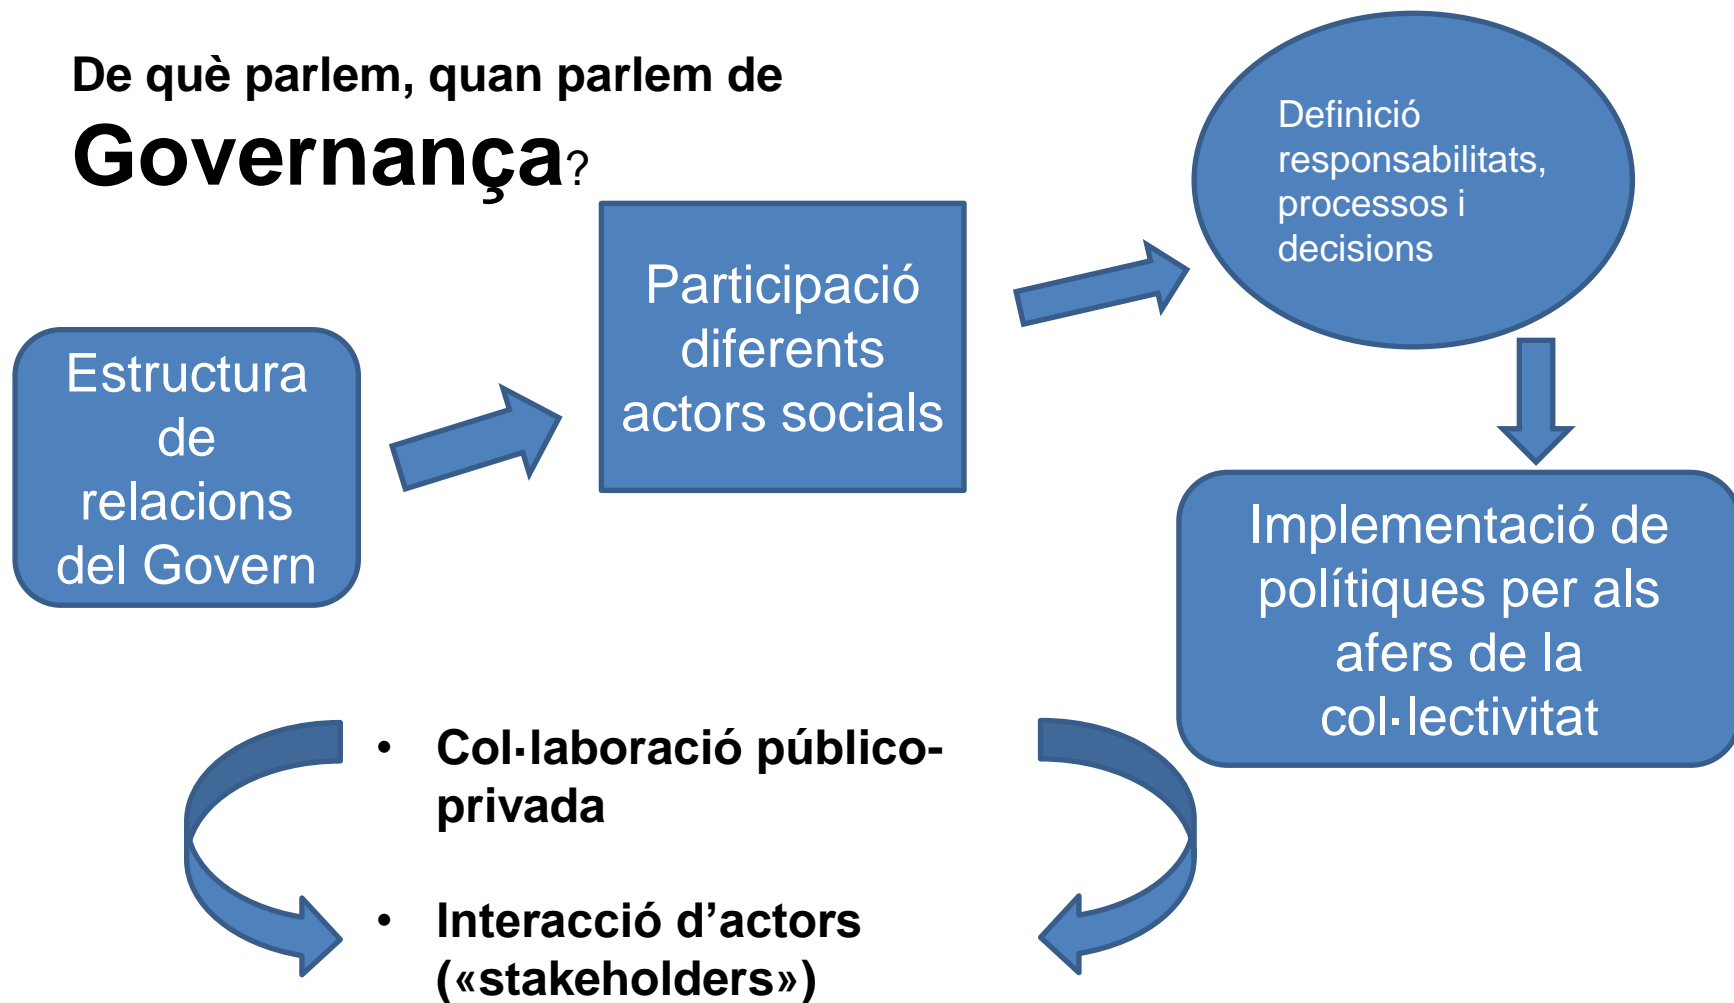 De què parlem, quan parlem de
Governança?
Estructura
de
relacions
del Govern
Participació
diferents
actors socials
Definició
responsabilitats,
processos i
decisions
Implementació de
polítiques per als
afers de la
col·lectivitat
• Col·laboració público-
privada
• Interacció d’actors
(«stakeholders»)